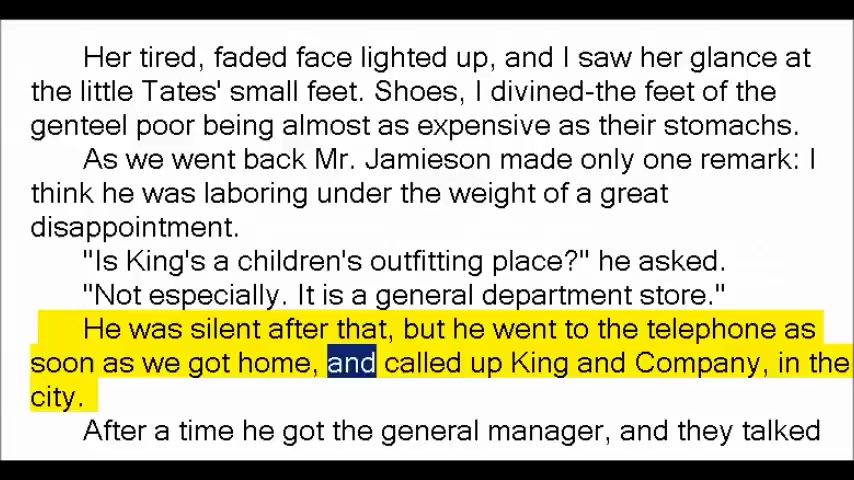 Her tired, faded face lighted up, and I saw her glance at
the little Tates' small feet. Shoes, I divined-the feet of the
genteel poor being almost as expensive as their stomachs.
As we went back Mr. Jamieson made only one remark: I
think he was laboring under the weight of a great
disappointment.
"Is King's a children's outfitting place?" he asked.
"Not especially. It is a general department store."
He was silent after that, but he went to the telephone as
soon as we got home, and called up King and Company, in the
city.
After a time he got the general manager, and they talked